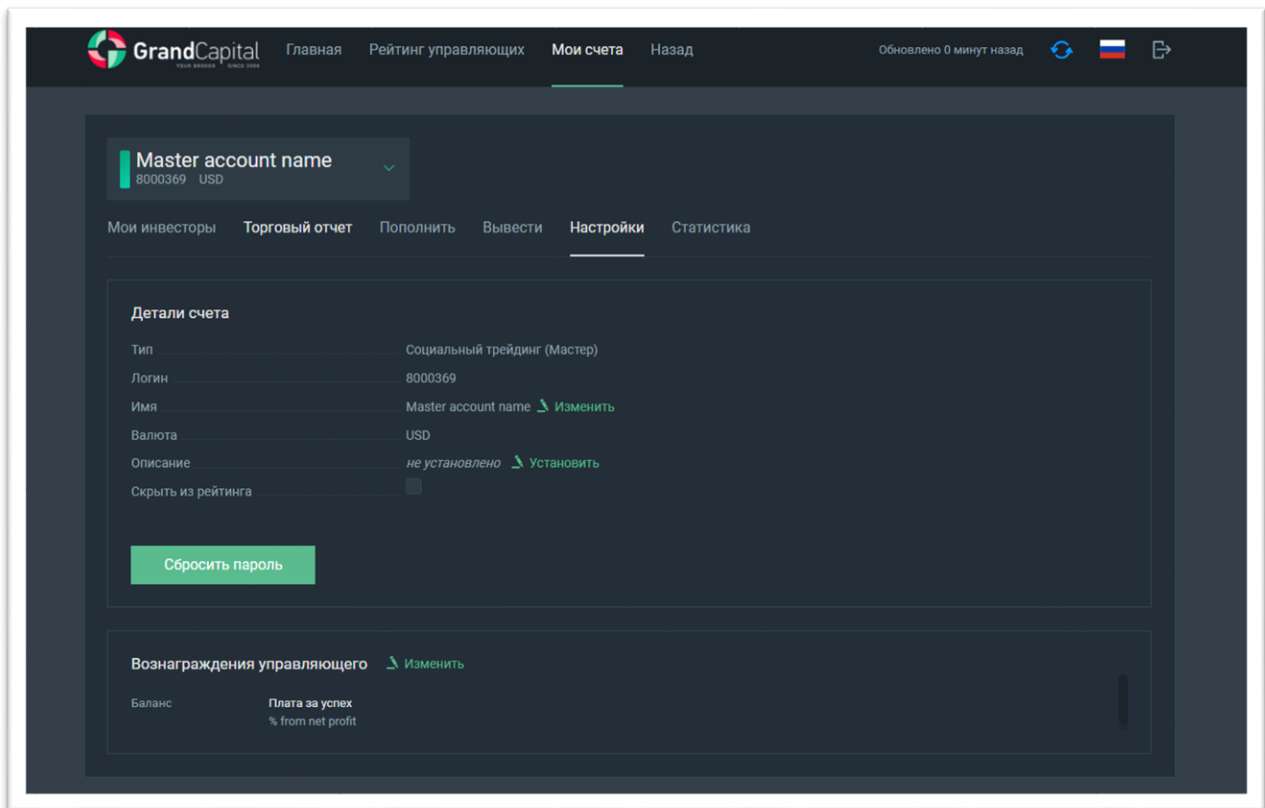 GrandCapital
YOUR BROKER SINCE 2006
Главная Рейтинг управляющих Мои счета Назад Обновлено 0 минут назад
Master account name
8000369 USD
Мои инвесторы Торговый отчет Пополнить Вывести Настройки Статистика
Детали счета
Тип Социальный трейдинг (Мастер)
Логин 8000369
Имя Master account name Изменить
Валюта USD
Описание не установлено Установить
Скрыть из рейтинга
Сбросить пароль
Вознаграждения управляющего Изменить
Баланс Плата за успех
% from net profit